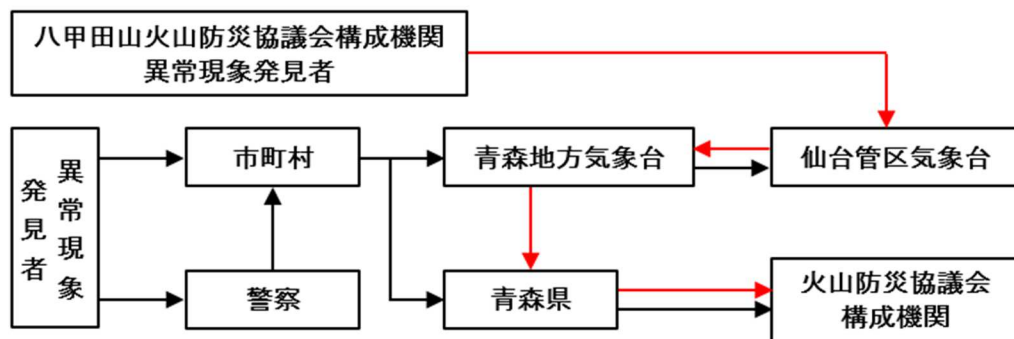 八甲田山火山防災協議会構成機関
異常現象発見者
異常現象
発見者
市町村
青森地方気象台
仙台管区気象台
警察
青森県
火山防災協議会
構成機関